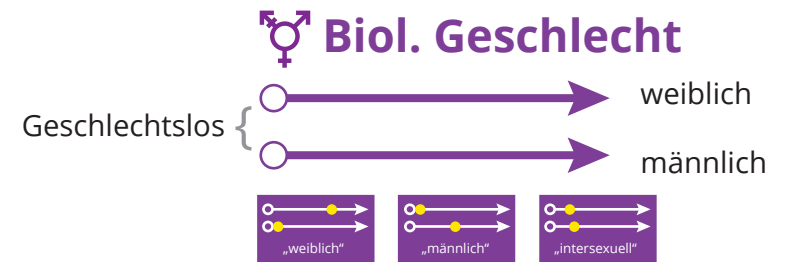 Biol. Geschlecht
weiblich
Geschlechtslos
männlich
„weiblich“
„männlich“
„intersexuell“